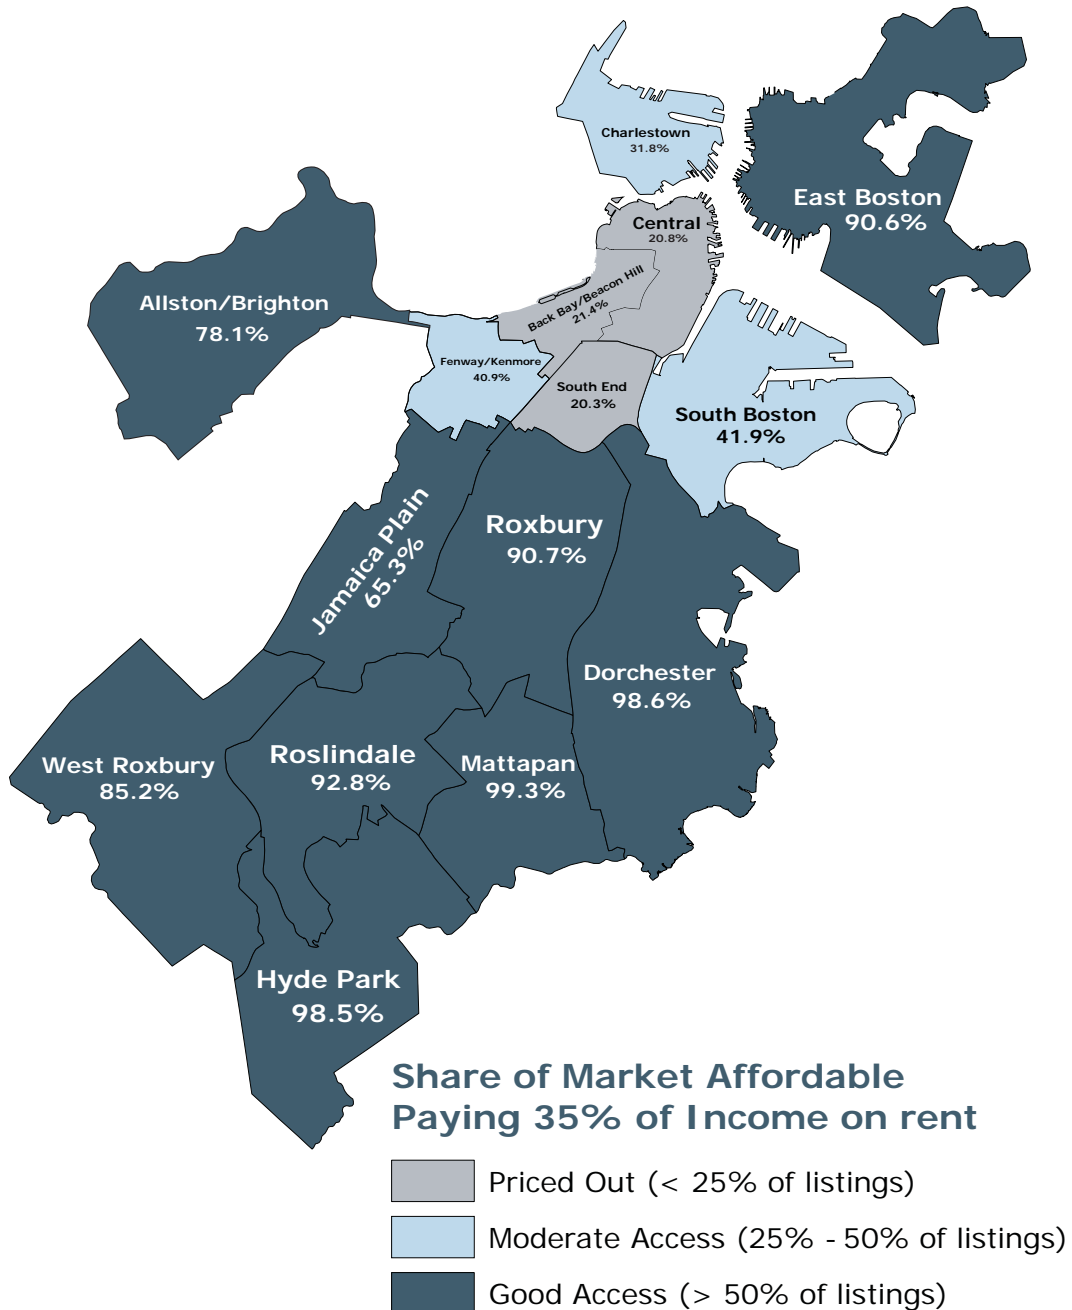 Charlestown
31.8%
East Boston
90.6%
Central
20.8%
Back Bay/Beacon Hill
21.4%
Allston/Brighton
78.1%
Fenway/Kenmore
40.9%
South End
20.3%
South Boston
41.9%
Jamaica Plain
65.3%
Roxbury
90.7%
Dorchester
98.6%
West Roxbury
85.2%
Roslindale
92.8%
Mattapan
99.3%
Hyde Park
98.5%
Share of Market Affordable
Paying 35% of Income on rent
Priced Out (< 25% of listings)
Moderate Access (25% - 50% of listings)
Good Access (> 50% of listings)